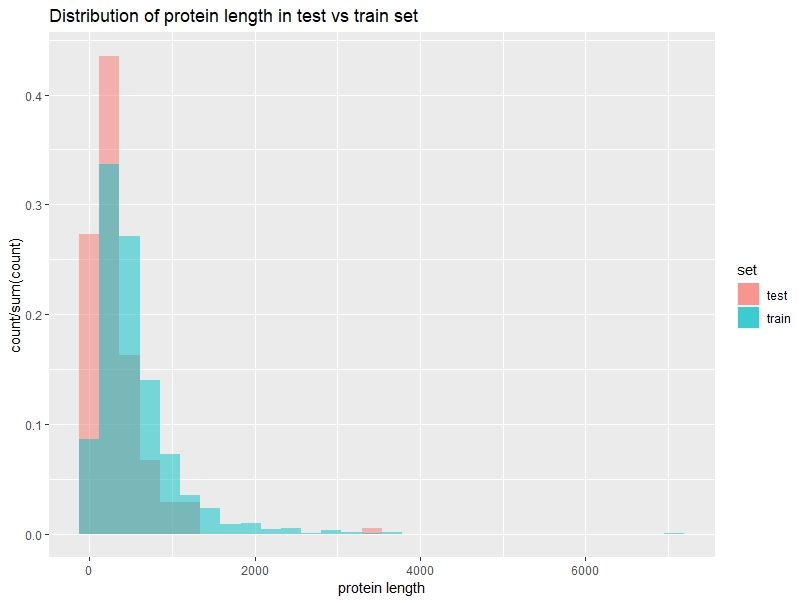 Distribution of protein length in test vs train set
count/sum(count)
0.4
0.3
0.2
0.1
0.0
0
2000
4000
6000
protein length
set
test
train